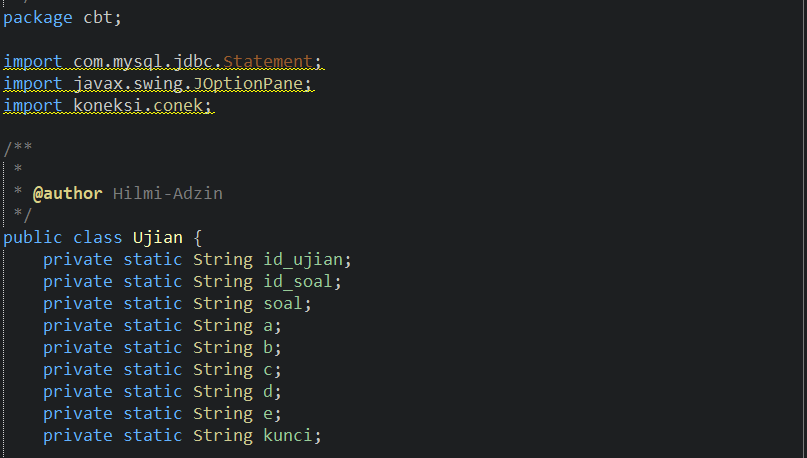 */
package cbt;
import com.mysql.jdbc.Statement;
import javax.swing.JOptionPane;
import koneksi.conek;
/**
*
* @author Hilmi-Adzin
*/
public class Ujian {
private static String id_ujian;
private static String id_soal;
private static String soal;
private static String a;
private static String b;
private static String c;
private static String d;
private static String e;
private static String kunci;